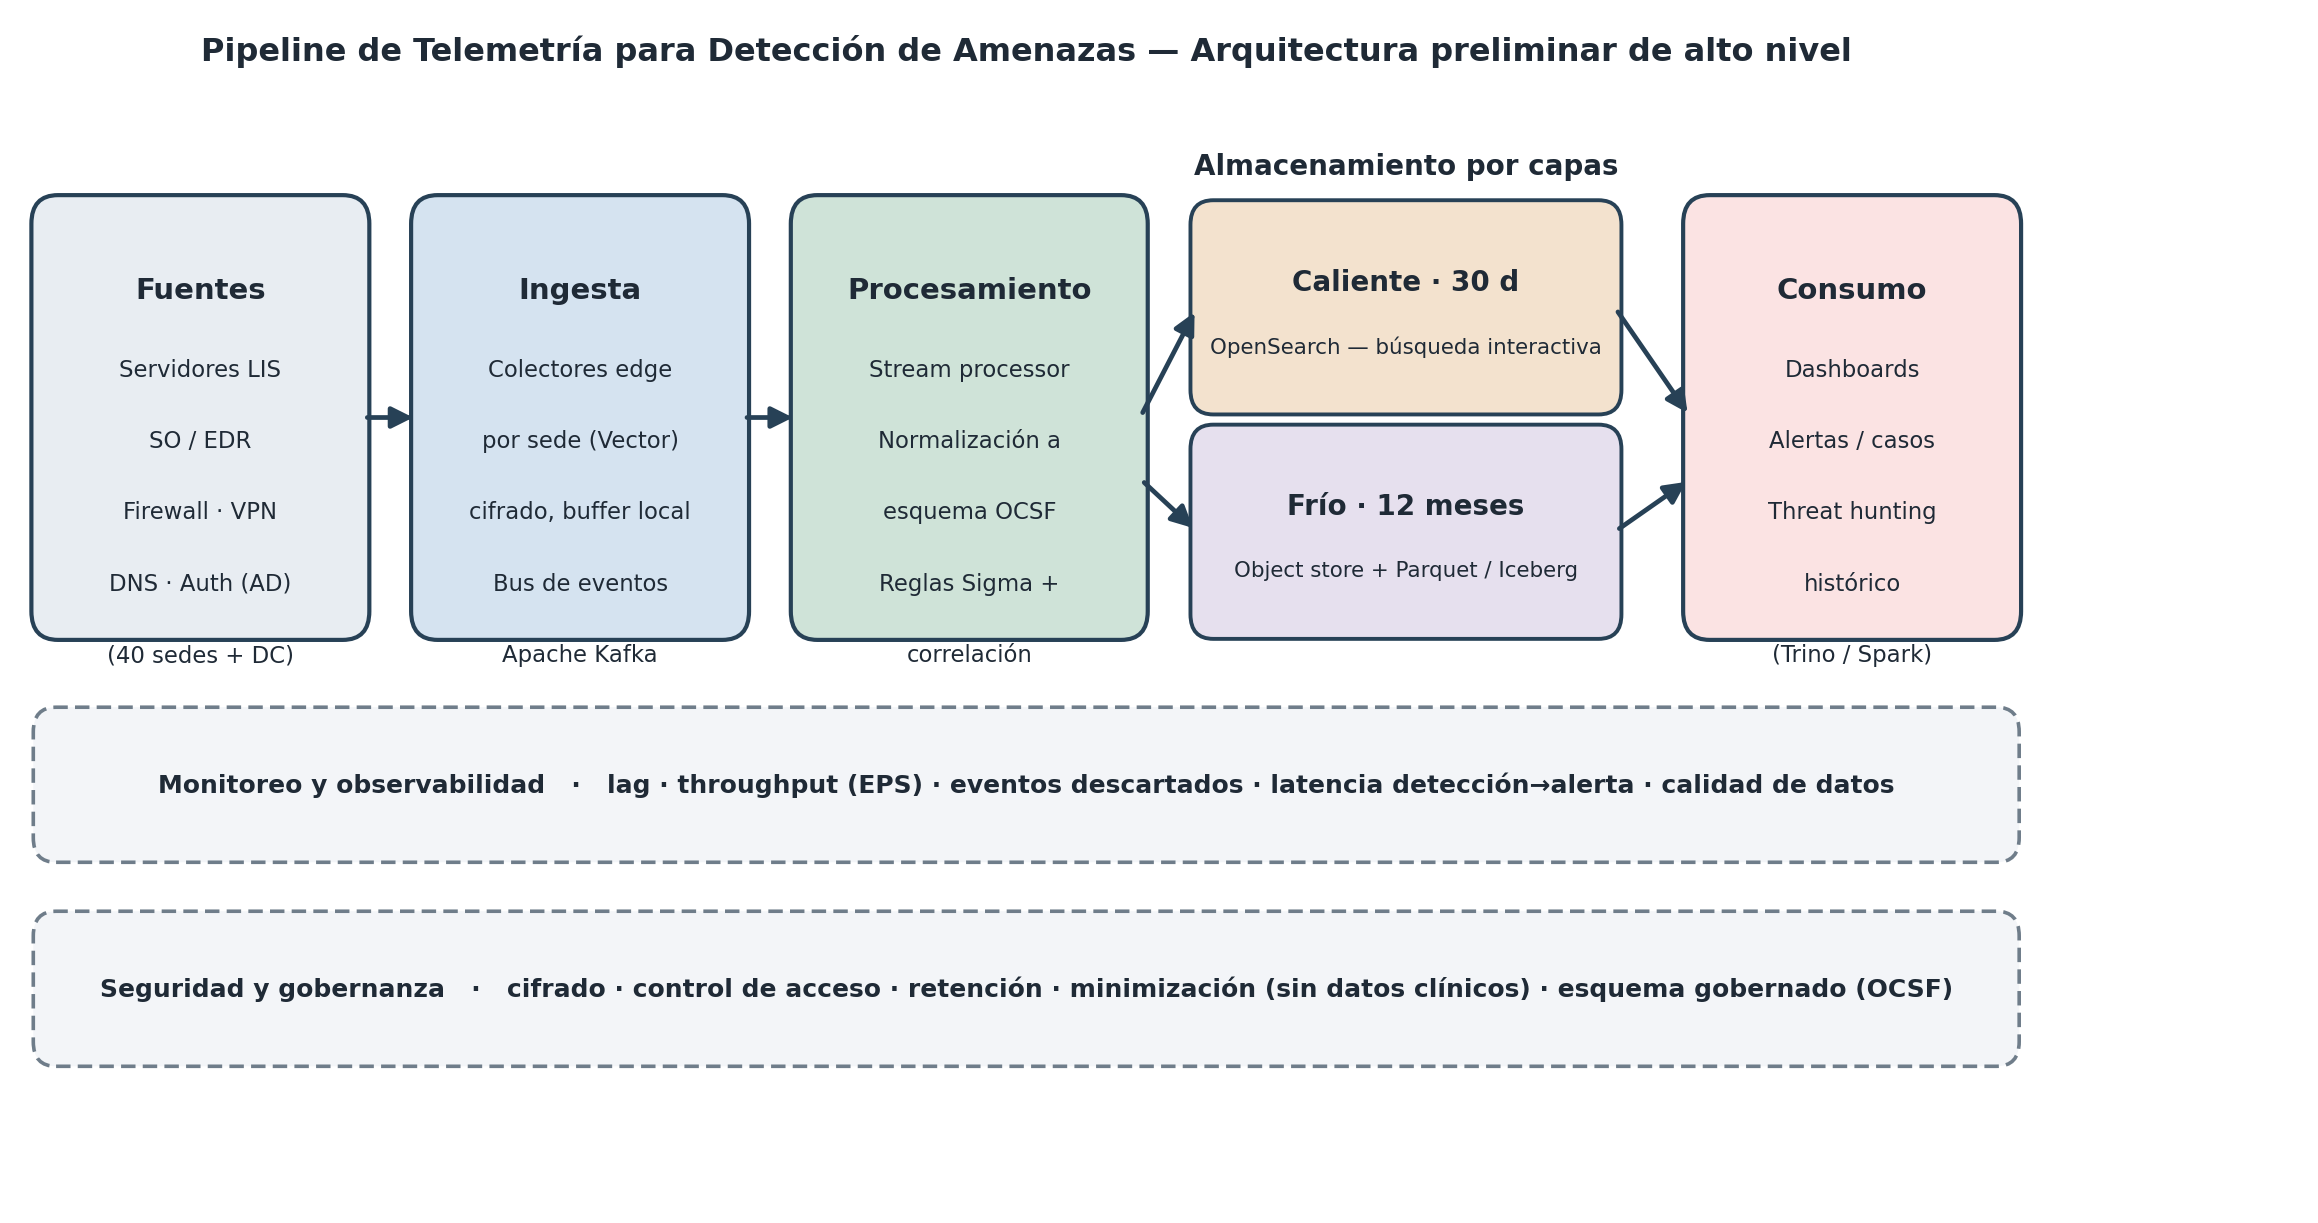 Pipeline de Telemetría para Detección de Amenazas — Arquitectura preliminar de alto nivel
Fuentes
Servidores LIS
SO / EDR
Firewall · VPN
DNS · Auth (AD)
(40 sedes + DC)
Ingesta
Colectores edge
por sede (Vector)
cifrado, buffer local
Bus de eventos
Apache Kafka
Procesamiento
Stream processor
Normalización a
esquema OCSF
Reglas Sigma +
correlación
Almacenamiento por capas
Caliente · 30 d
OpenSearch — búsqueda interactiva
Frío · 12 meses
Object store + Parquet / Iceberg
Consumo
Dashboards
Alertas / casos
Threat hunting
histórico
(Trino / Spark)
Monitoreo y observabilidad · lag · throughput (EPS) · eventos descartados · latencia detección→alerta · calidad de datos
Seguridad y gobernanza · cifrado · control de acceso · retención · minimización (sin datos clínicos) · esquema gobernado (OCSF)